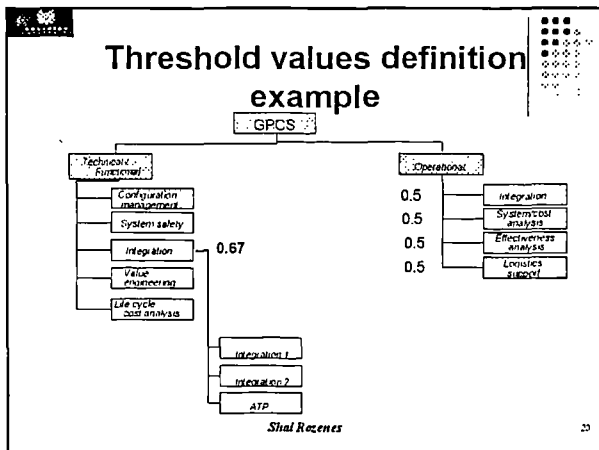 Threshold values definition
example
GPCS
Technical/
Functional
Operational
Configuration
management
System safety
Integration
0.67
Value
engineering
Life cycle
cost analysis
0.5
Integration
0.5
System/cost
analysis
0.5
Effectiveness
analysis
0.5
Logistics
support
Integration 1
Integration 2
ATP
Shai Rozenes